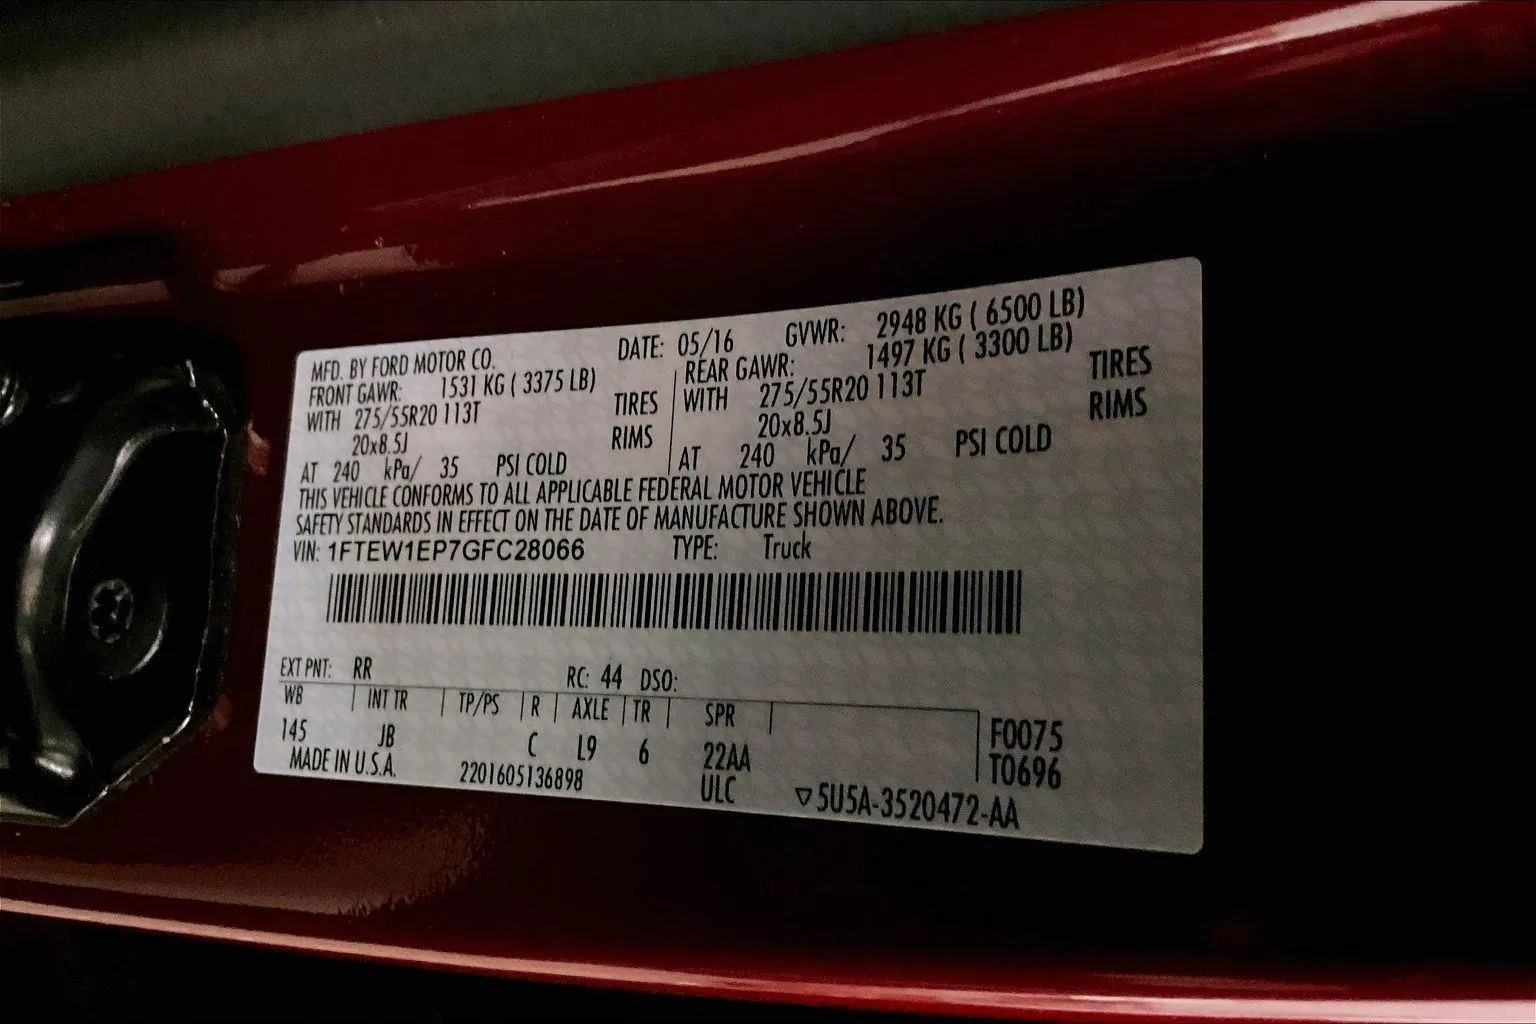 MFD. BY FORD MOTOR CO. DATE: 05/16 GVWR: 2948 KG ( 6500 LB)
FRONT GAWR: 1531 KG ( 3375 LB) REAR GAWR: 1497 KG ( 3300 LB)
WITH 275/55R20 113T TIRES WITH 275/55R20 113T TIRES
20x8.5J RIMS 20x8.5J RIMS
AT 240 kPa/ 35 PSI COLD AT 240 kPa/ 35 PSI COLD
THIS VEHICLE CONFORMS TO ALL APPLICABLE FEDERAL MOTOR VEHICLE
SAFETY STANDARDS IN EFFECT ON THE DATE OF MANUFACTURE SHOWN ABOVE.
VIN: 1FTEW1EP7GFC28066 TYPE: Truck
EXT PNT: RR RC: 44 DSO:
WB INT TR TP/PS R AXLE TR SPR
145 JB C L9 6 22AA F0075
MADE IN U.S.A. 2201605136898 ULC T0696
▽5U5A-3520472-AA